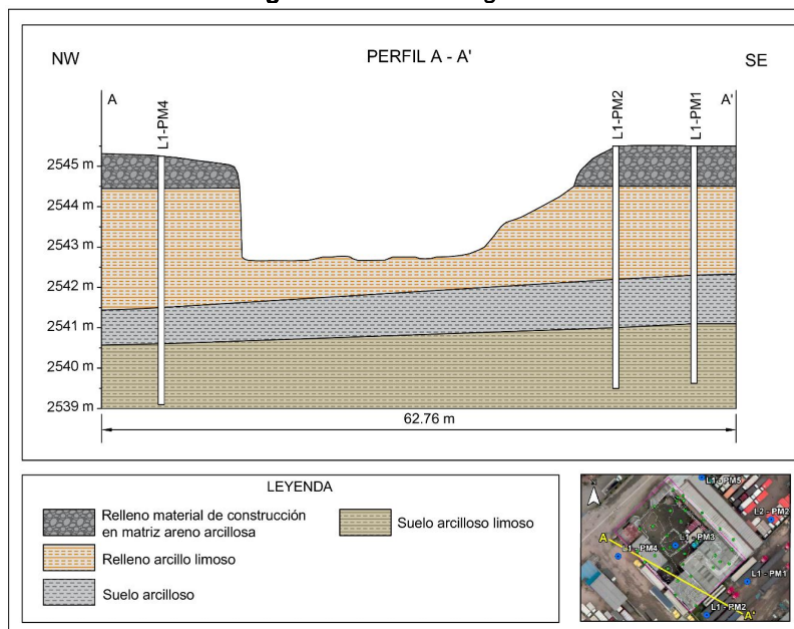 NW
PERFIL A - A'
SE
A
L1-PM4
L1-PM2
L1-PM1
A'
2545 m
2544 m
2543 m
2542 m
2541 m
2540 m
2539 m
62.76 m
LEYENDA
Relleno material de construcción
en matriz areno arcillosa
Relleno arcillo limoso
Suelo arcilloso
Suelo arcilloso limoso
L1 - PM5
L2 - PM2
A
L1 - PM3
L1 - PM4
L1 - PM1
L1 - PM2
A'